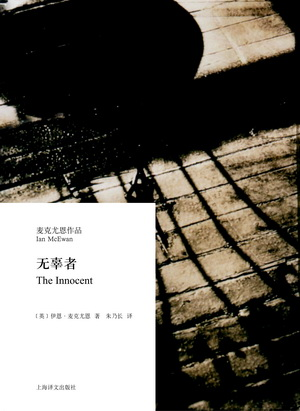 麦克尤恩作品
Ian McEwan
无辜者
The Innocent
［英］伊恩·麦克尤恩 著 朱乃长 译
上海译文出版社